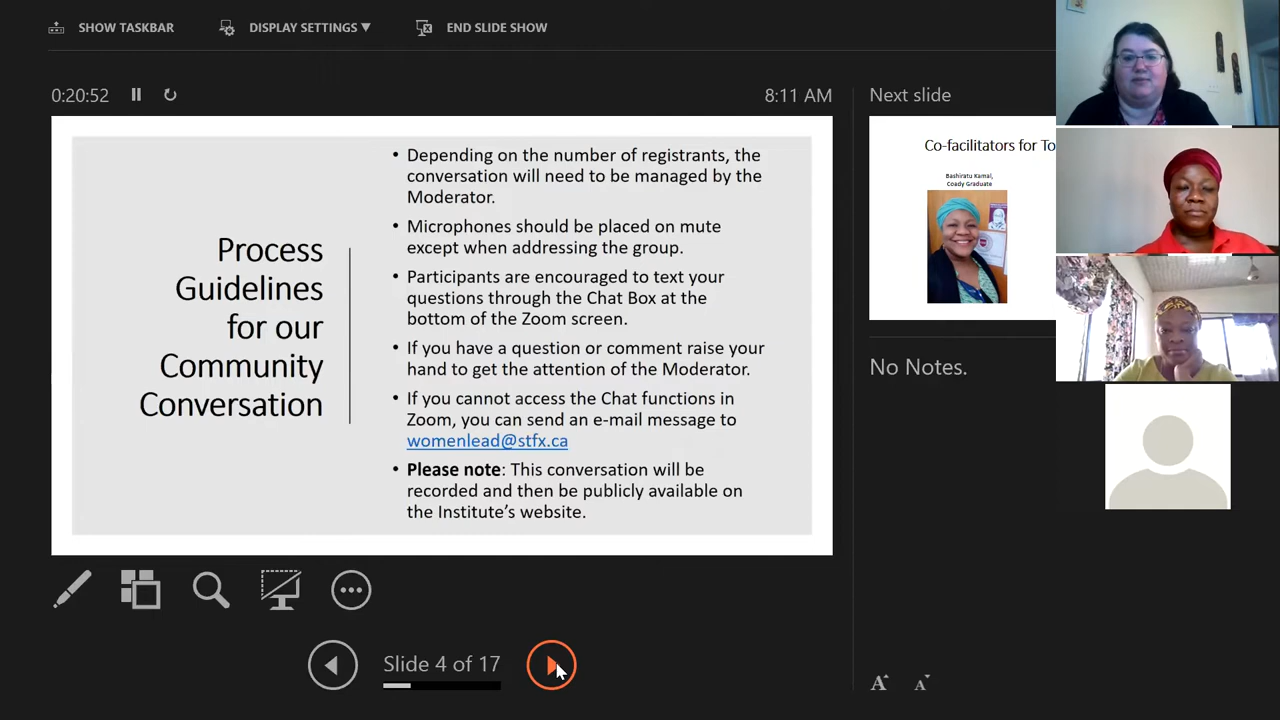 SHOW TASKBAR
DISPLAY SETTINGS ▼
END SLIDE SHOW
0:20:52
8:11 AM
Process
Guidelines
for our
Community
Conversation
• Depending on the number of registrants, the
conversation will need to be managed by the
Moderator.
• Microphones should be placed on mute
except when addressing the group.
• Participants are encouraged to text your
questions through the Chat Box at the
bottom of the Zoom screen.
• If you have a question or comment raise your
hand to get the attention of the Moderator.
• If you cannot access the Chat functions in
Zoom, you can send an e-mail message to
womenlead@stfx.ca
• Please note: This conversation will be
recorded and then be publicly available on
the Institute's website.
Slide 4 of 17
Next slide
Co-facilitators for To
Bashiratu Kamal,
Coady Graduate
No Notes.
A A